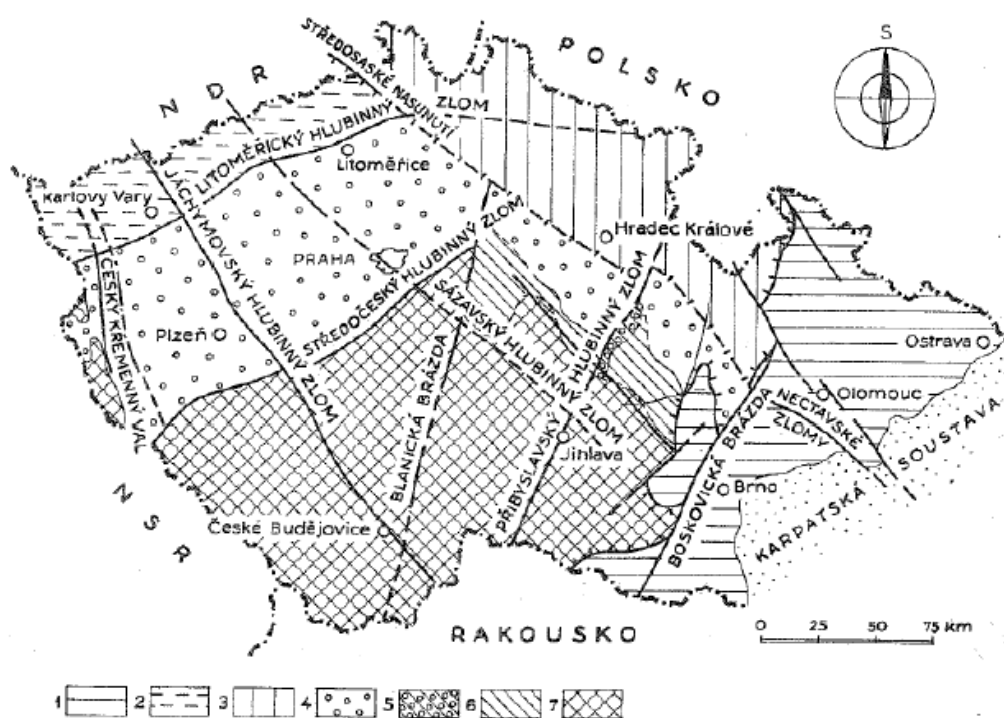 S
POLSKO
NDR
STŘEDOSASKÉ NASUNUTÍ
LITOMĚŘICKÝ HLUBINNÝ ZLOM
Litoměřice
Karlovy Vary
JÁCHYMOVSKÝ HLUBINNÝ ZLOM
Hradec Králové
PRAHA
STŘEDOČESKÝ HLUBINNÝ ZLOM
ČESKÝ KŘEMENNÝ VAL
Plzeň
SÁZAVSKÝ HLUBINNÝ ZLOM
Ostrava
BLANICKÁ BRÁZDA
PŘIBYSLAVSKÝ HLUBINNÝ ZLOM
Olomouc
NECTAVSKÉ
ZLOMY
Jihlava
BOSKOVICKÁ BRÁZDA
Brno
KARPATSKÁ SOUSTAVA
NSR
České Budějovice
RAKOUSKO
0 25 50 75 km
1 2 3 4 5 6 7